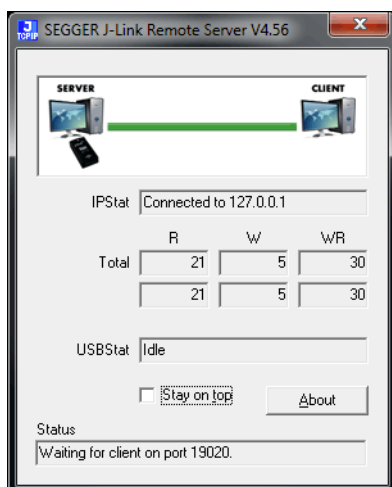 J
TCPIP
SEGGER J-Link Remote Server V4.56
SERVER
CLIENT
IPStat Connected to 127.0.0.1
R W WR
Total 21 5 30
21 5 30
USBStat Idle
Stay on top
About
Status
Waiting for client on port 19020.